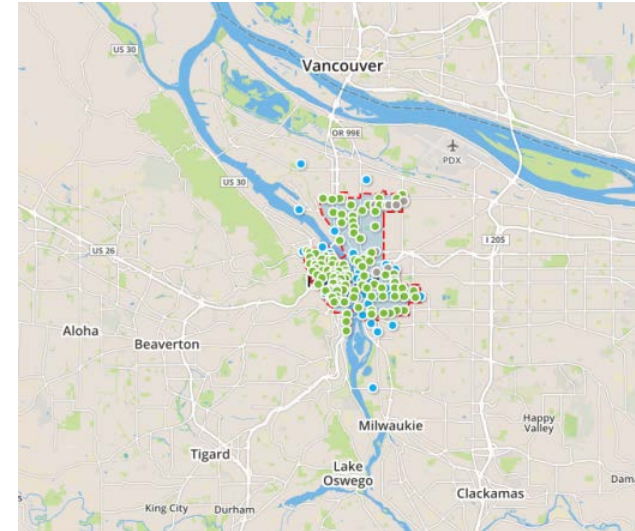 US 30
Vancouver
OR 99E
PDX
US 30
I 205
US 26
Aloha
Beaverton
Milwaukie
Happy
Valley
Tigard
Lake
Oswego
Clackamas
Dam
King City
Durham